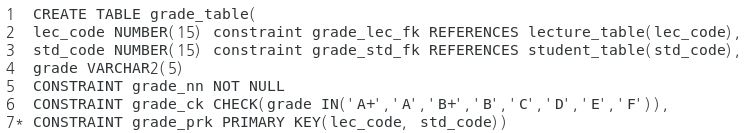 1 CREATE TABLE grade_table(
2 lec_code NUMBER(15) constraint grade_lec_fk REFERENCES lecture_table(lec_code),
3 std_code NUMBER(15) constraint grade_std_fk REFERENCES student_table(std_code),
4 grade VARCHAR2(5)
5 CONSTRAINT grade_nn NOT NULL
6 CONSTRAINT grade_ck CHECK(grade IN('A+','A','B+','B','C','D','E','F')),
7* CONSTRAINT grade_prk PRIMARY KEY(lec_code, std_code))